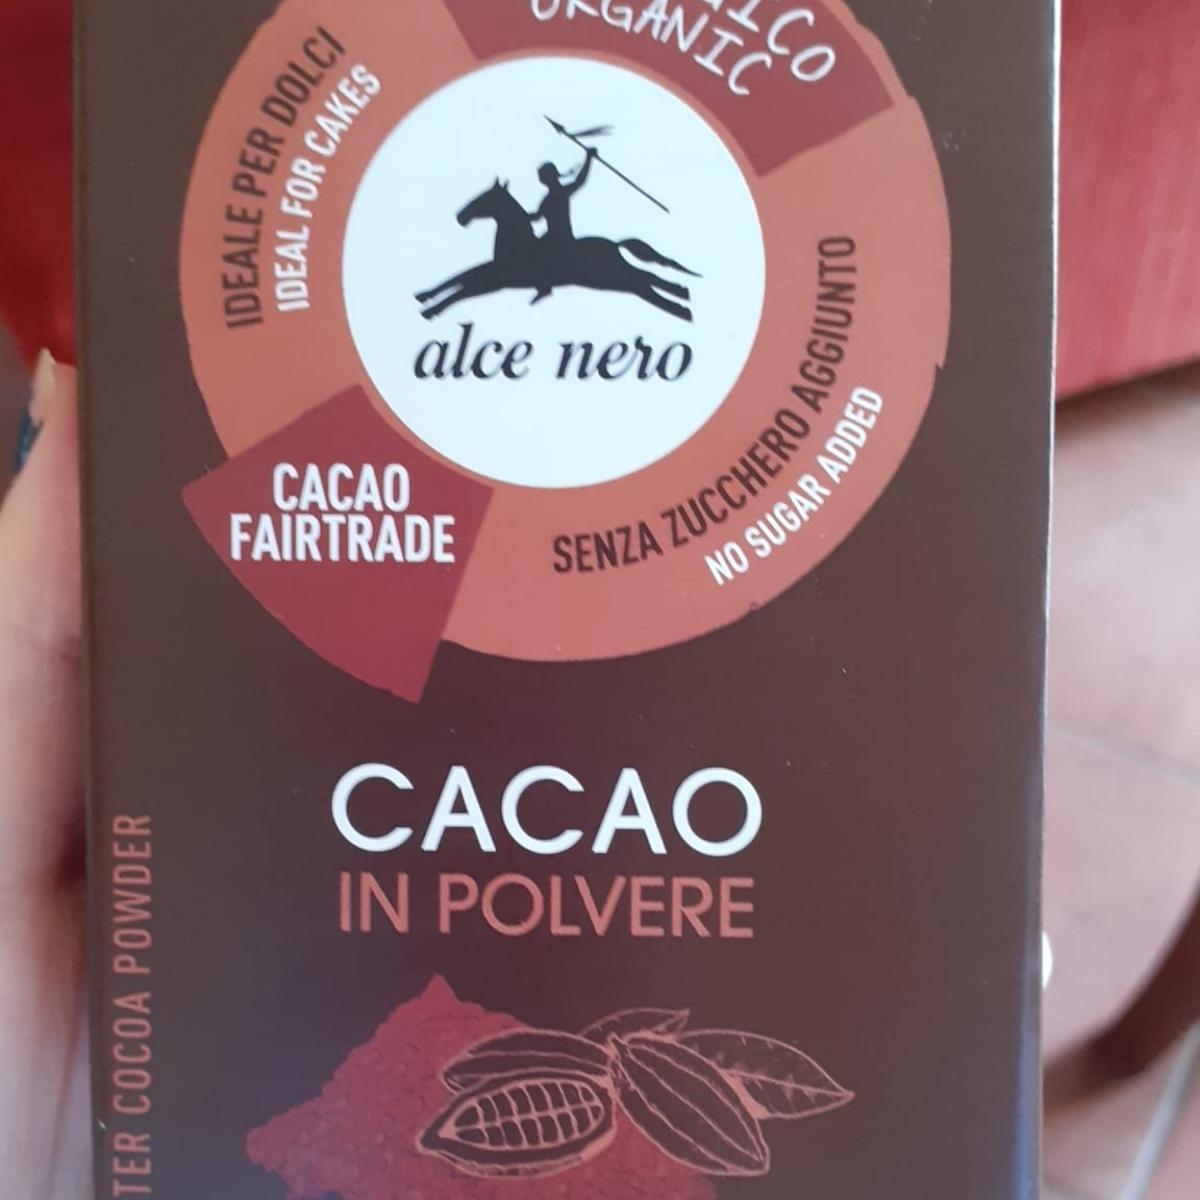 ORGANIC
IDEALE PER DOLCI
IDEAL FOR CAKES
alce nero
SENZA ZUCCHERO AGGIUNTO
NO SUGAR ADDED
CACAO
FAIRTRADE
CACAO
IN POLVERE
COCOA POWDER